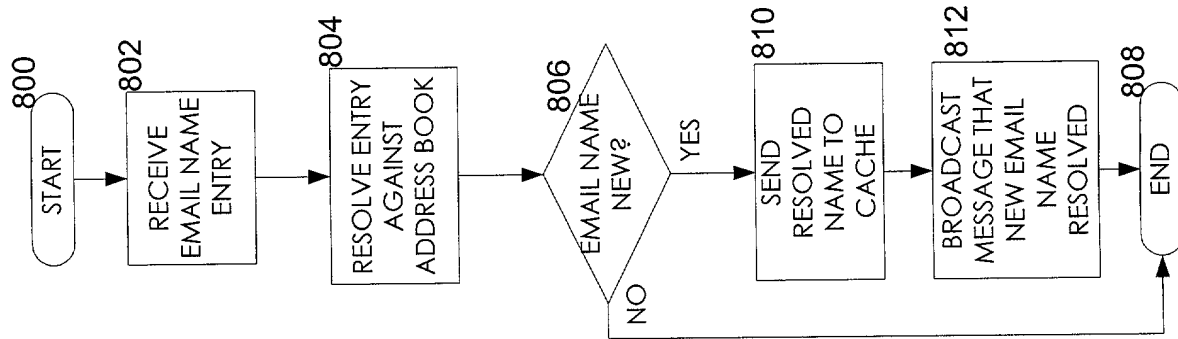 800
START
802
RECEIVE
EMAIL NAME
ENTRY
804
RESOLVE ENTRY
AGAINST
ADDRESS BOOK
806
EMAIL NAME
NEW?
YES
NO
810
SEND
RESOLVED
NAME TO
CACHE
812
BROADCAST
MESSAGE THAT
NEW EMAIL
NAME
RESOLVED
808
END